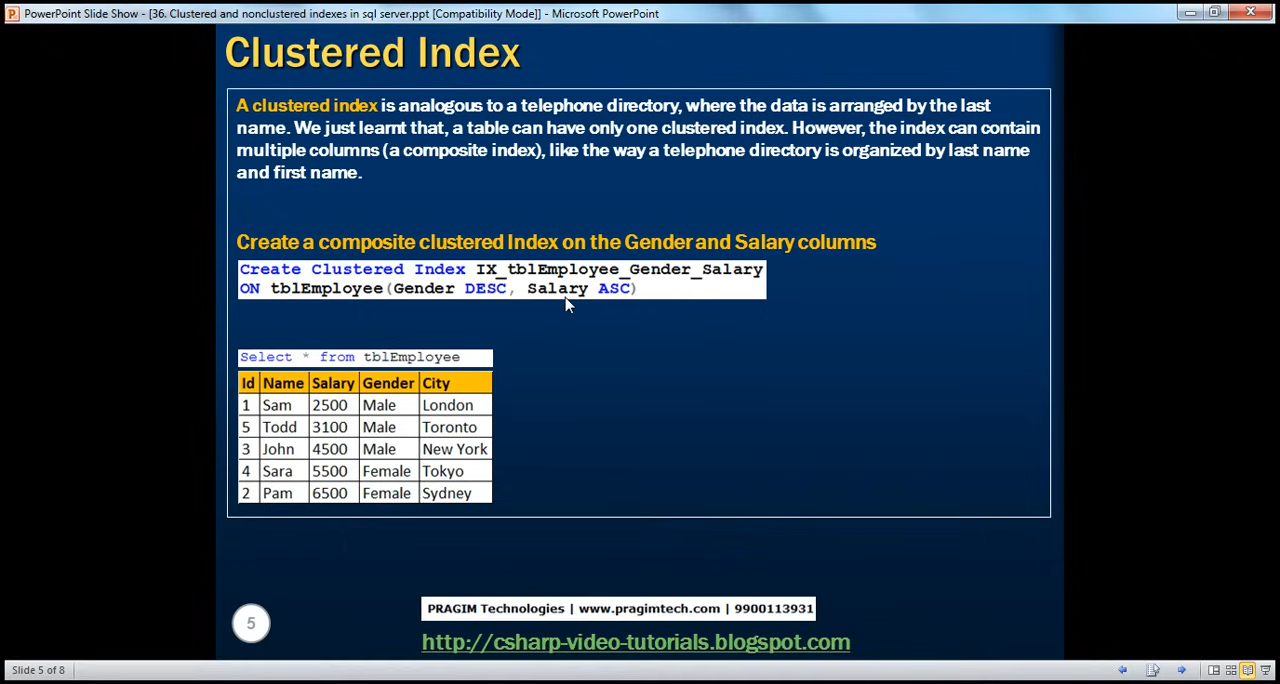 PowerPoint Slide Show - [36. Clustered and nonclustered indexes in sql server.ppt [Compatibility Mode]] - Microsoft PowerPoint
Clustered Index
A clustered index is analogous to a telephone directory, where the data is arranged by the last
name. We just learnt that, a table can have only one clustered index. However, the index can contain
multiple columns (a composite index), like the way a telephone directory is organized by last name
and first name.
Create a composite clustered Index on the Gender and Salary columns
Create Clustered Index IX_tblEmployee_Gender_Salary
ON tblEmployee(Gender DESC, Salary ASC)
Select * from tblEmployee
Id Name Salary Gender City
1 Sam 2500 Male London
5 Todd 3100 Male Toronto
3 John 4500 Male New York
4 Sara 5500 Female Tokyo
2 Pam 6500 Female Sydney
PRAGIM Technologies | www.pragimtech.com | 9900113931
5
http://csharp-video-tutorials.blogspot.com
Slide 5 of 8